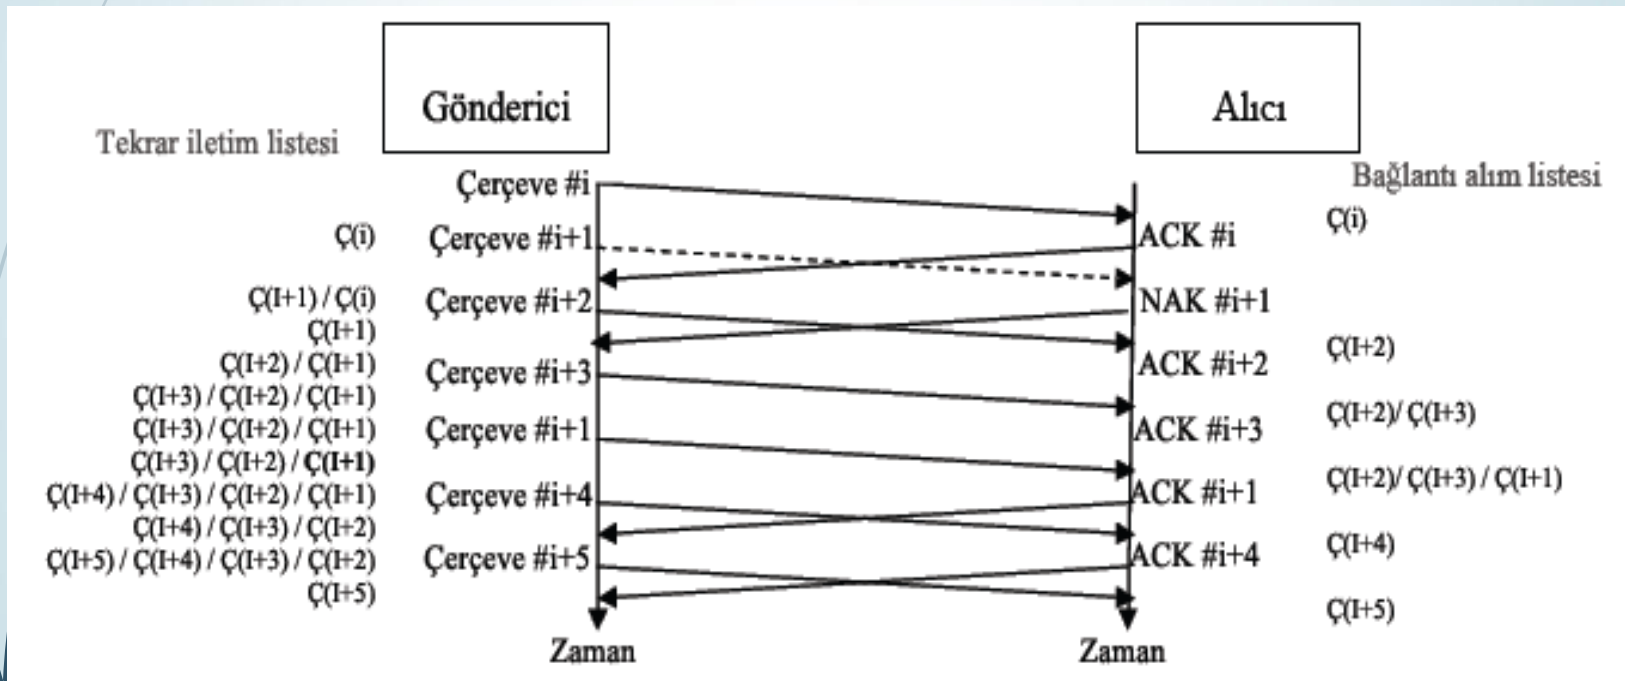 Gönderici
Alıcı
Tekrar iletim listesi
Bağlantı alım listesi
Çerçeve #i
Ç(i)
Ç(i)
Çerçeve #i+1
ACK #i
Ç(I+1) / Ç(i)
Çerçeve #i+2
NAK #i+1
Ç(I+1)
Ç(I+2)
Ç(I+2) / Ç(I+1)
Çerçeve #i+3
ACK #i+2
Ç(I+3) / Ç(I+2) / Ç(I+1)
Ç(I+2)/ Ç(I+3)
Ç(I+3) / Ç(I+2) / Ç(I+1)
Çerçeve #i+1
ACK #i+3
Ç(I+3) / Ç(I+2) / Ç(I+1)
Ç(I+2)/ Ç(I+3) / Ç(I+1)
Ç(I+4) / Ç(I+3) / Ç(I+2) / Ç(I+1)
Çerçeve #i+4
ACK #i+1
Ç(I+4) / Ç(I+3) / Ç(I+2)
Ç(I+4)
Ç(I+5) / Ç(I+4) / Ç(I+3) / Ç(I+2)
Çerçeve #i+5
ACK #i+4
Ç(I+5)
Ç(I+5)
Zaman
Zaman